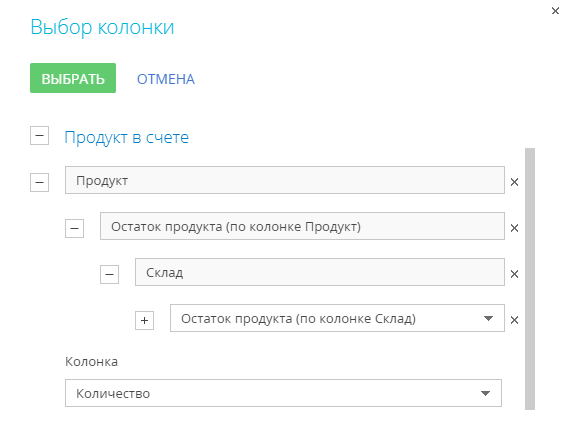 Выбор колонки
ВЫБРАТЬ ОТМЕНА
Продукт в счете
Продукт
Остаток продукта (по колонке Продукт)
Склад
Остаток продукта (по колонке Склад)
Колонка
Количество